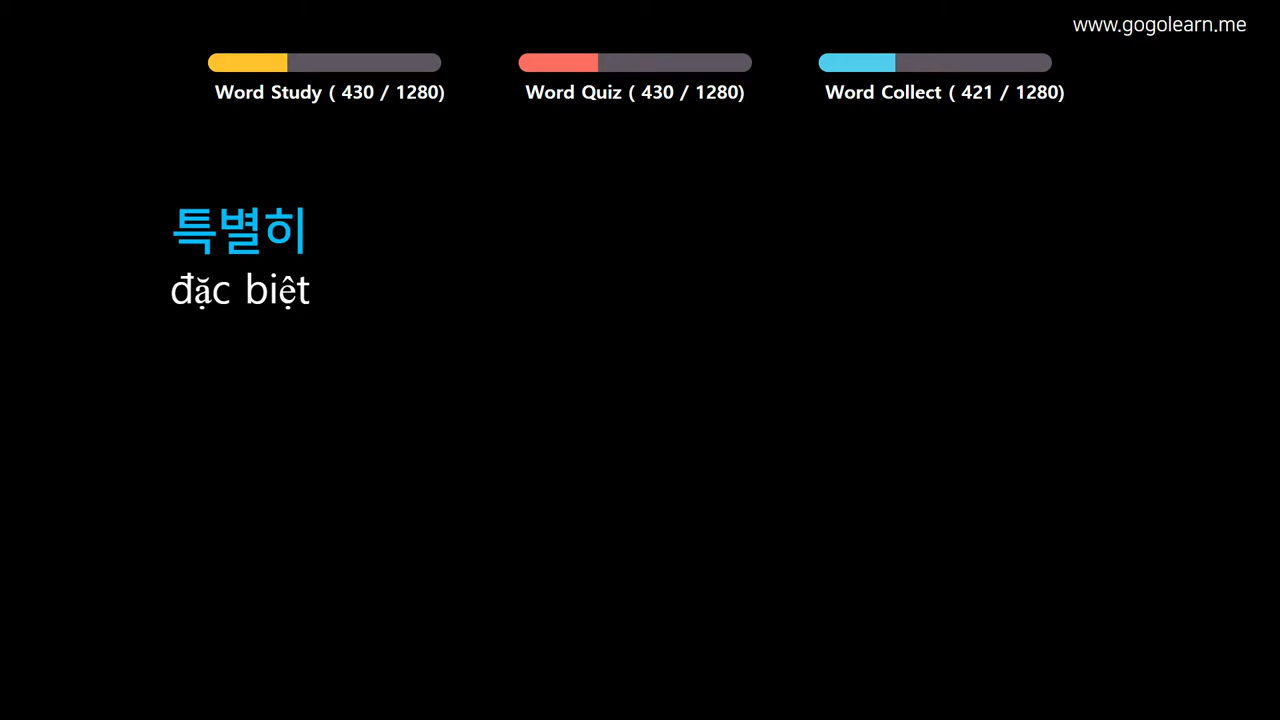 www.gogolearn.me
Word Study ( 430 / 1280)
Word Quiz ( 430 / 1280)
Word Collect ( 421 / 1280)
특별히
đặc biệt